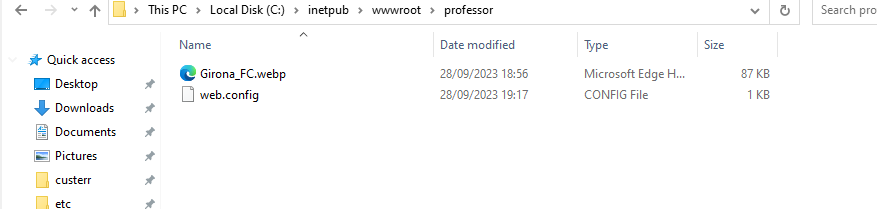 This PC > Local Disk (C:) > inetpub > wwwroot > professor
Search pro
Name Date modified Type Size
Quick access
Girona_FC.webp 28/09/2023 18:56 Microsoft Edge H... 87 KB
Desktop
web.config 28/09/2023 19:17 CONFIG File 1 KB
Downloads
Documents
Pictures
custerr
etc